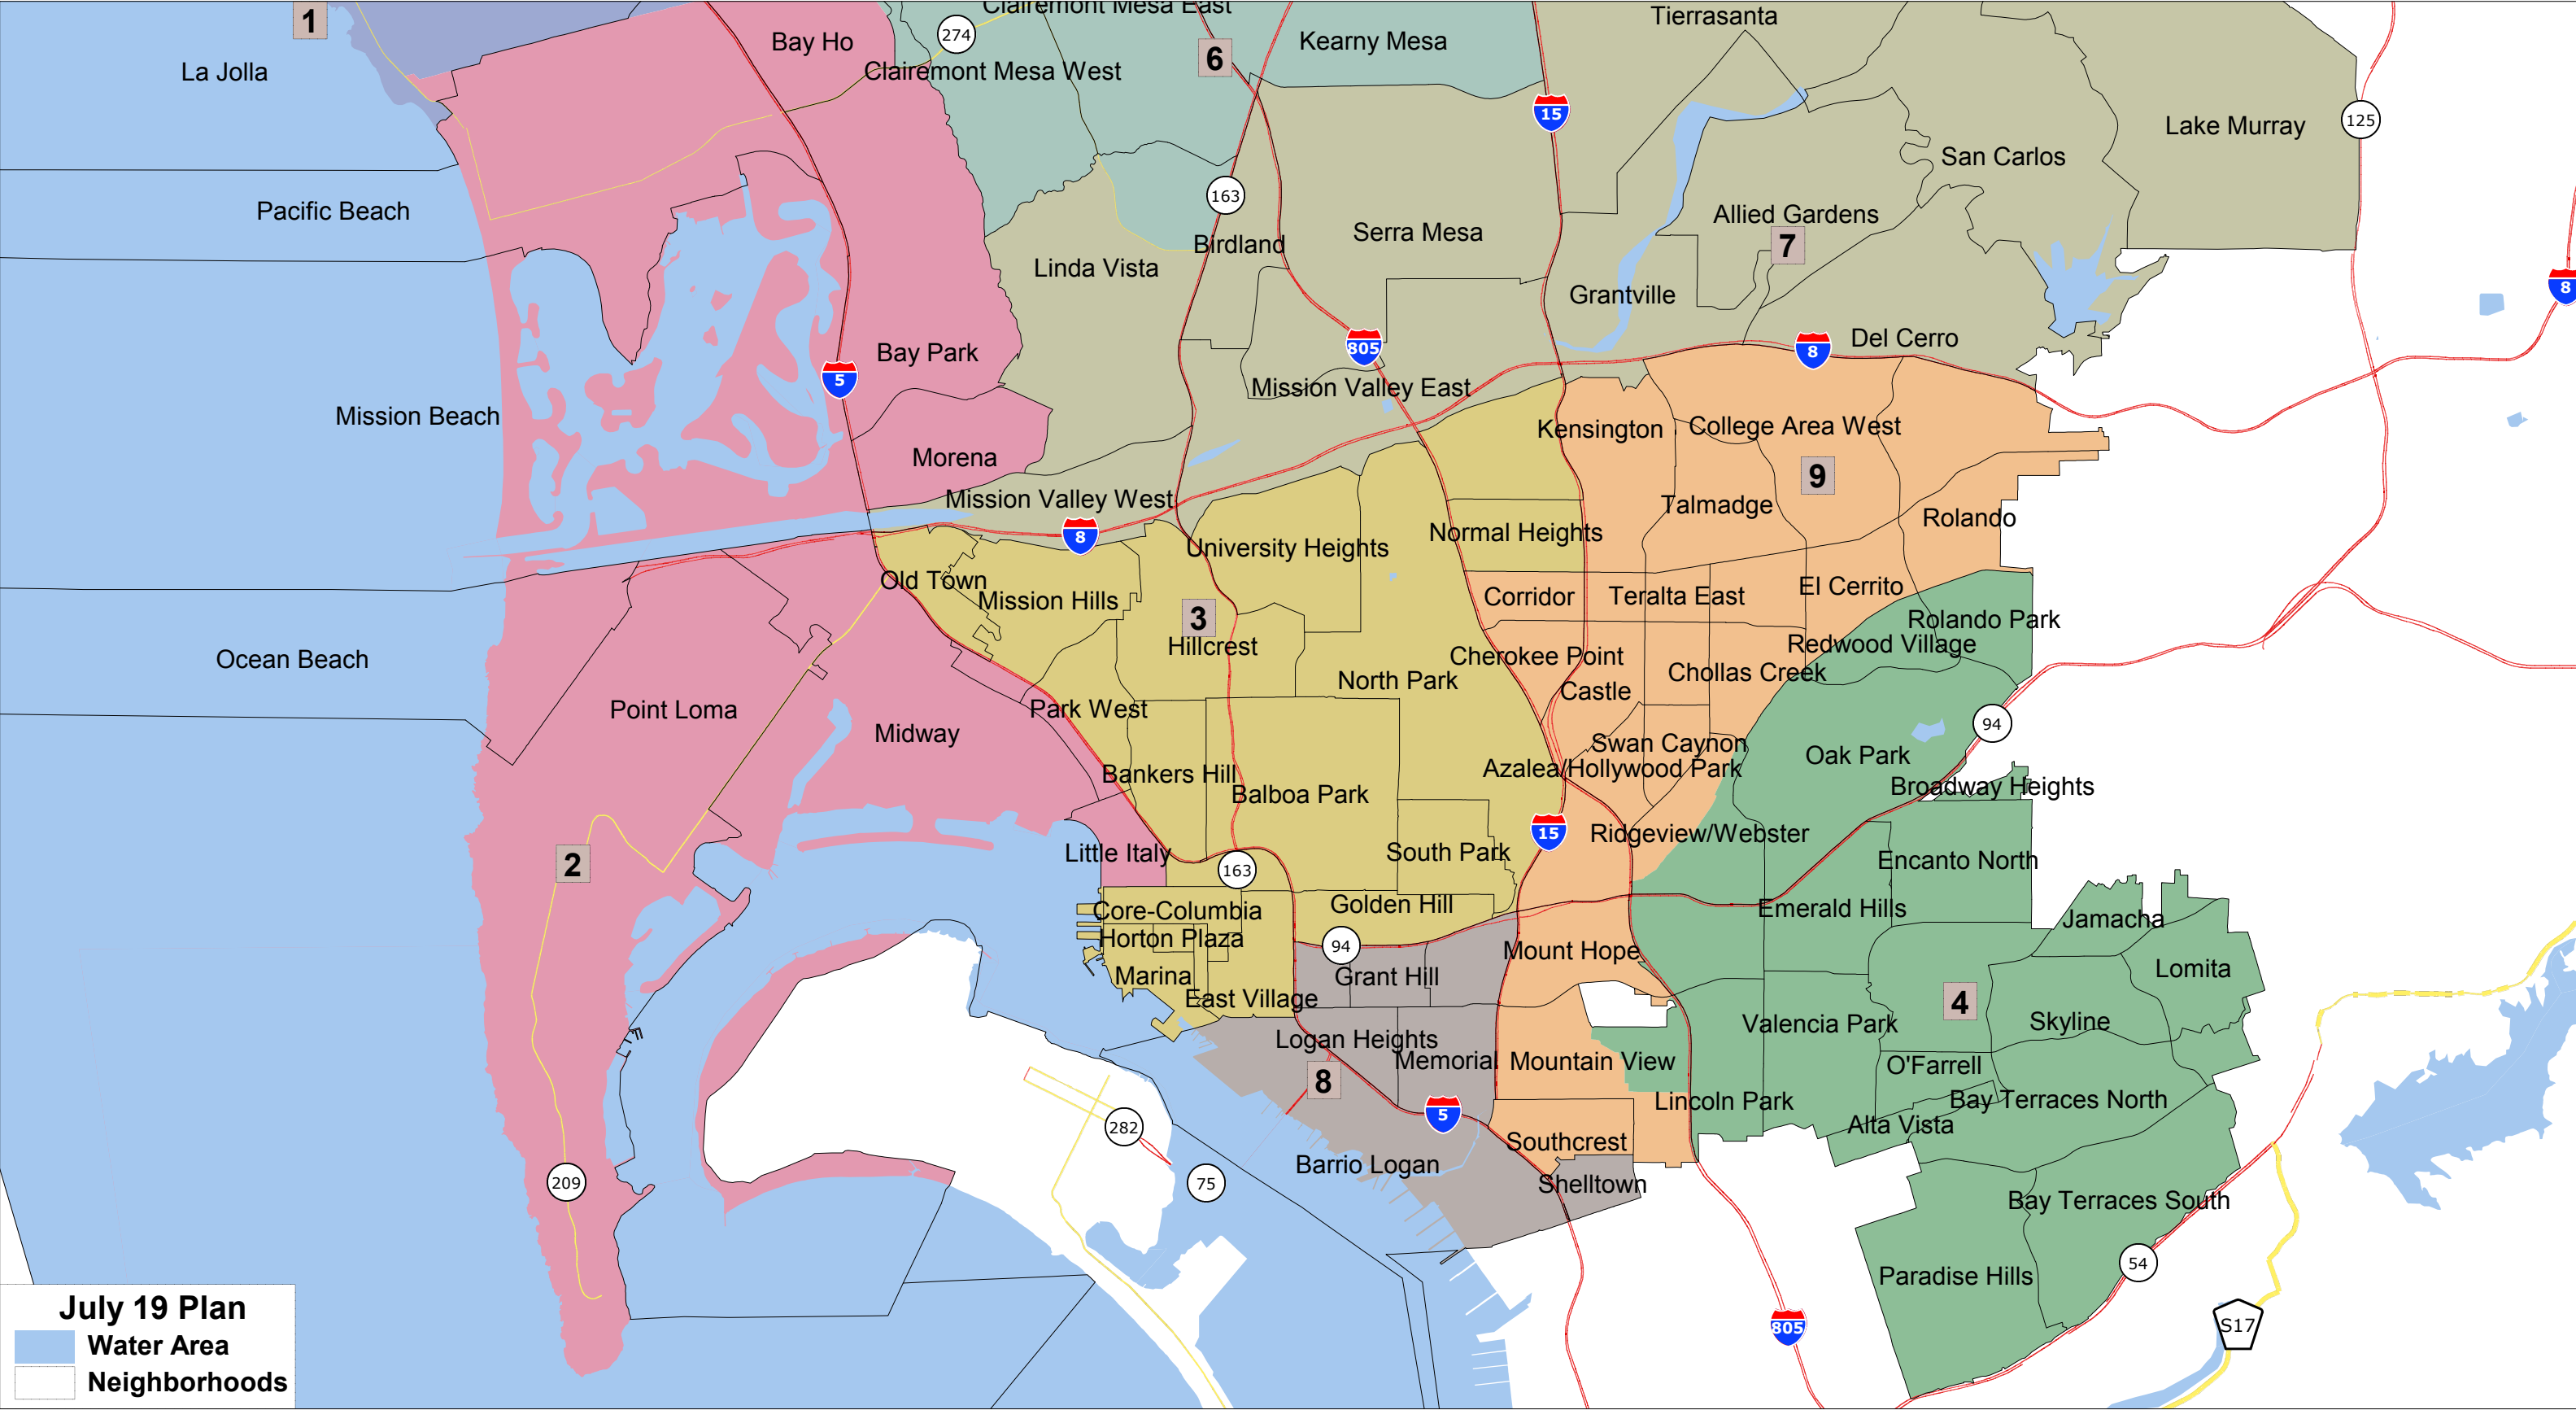 Clairemont Mesa East
1
Tierrasanta
274
Bay Ho
Kearny Mesa
6
La Jolla
Clairemont Mesa West
15
125
Lake Murray
San Carlos
163
Pacific Beach
Allied Gardens
Serra Mesa
Birdland
7
Linda Vista
8
Grantville
Del Cerro
805
8
Bay Park
5
Mission Valley East
Mission Beach
College Area West
Kensington
Morena
9
Mission Valley West
Talmadge
Rolando
Normal Heights
8
University Heights
Old Town
El Cerrito
Mission Hills
Corridor
Teralta East
3
Rolando Park
Hillcrest
Redwood Village
Ocean Beach
Cherokee Point
Chollas Creek
North Park
Castle
Point Loma
Park West
94
Midway
Swan Caynon
Oak Park
Azalea/Hollywood Park
Bankers Hill
Balboa Park
Broadway Heights
15
Ridgeview/Webster
Little Italy
South Park
Encanto North
2
163
Golden Hill
Core-Columbia
Emerald Hills
Jamacha
Horton Plaza
94
Mount Hope
Lomita
Marina
Grant Hill
East Village
4
Valencia Park
Skyline
Logan Heights
Memorial
Mountain View
O'Farrell
8
Lincoln Park
Bay Terraces North
5
282
Alta Vista
Southcrest
Barrio Logan
209
75
Shelltown
Bay Terraces South
54
Paradise Hills
July 19 Plan
805
S17
Water Area
Neighborhoods